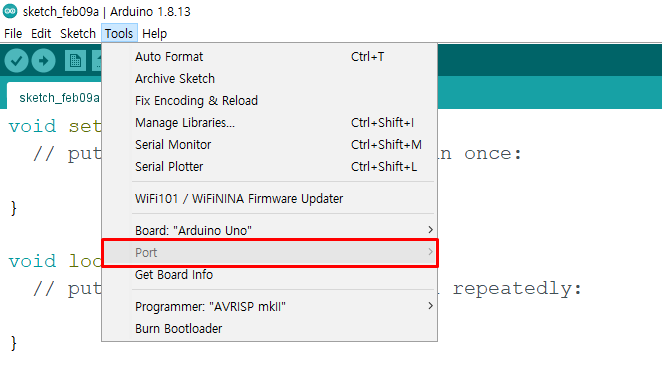 sketch_feb09a | Arduino 1.8.13
File Edit Sketch Tools Help
Auto Format Ctrl+T
sketch_feb09a Archive Sketch
Fix Encoding & Reload
void set Manage Libraries... Ctrl+Shift+I
// put Serial Monitor Ctrl+Shift+M n once:
Serial Plotter Ctrl+Shift+L
WiFi101 / WiFiNINA Firmware Updater
}
Board: "Arduino Uno"
Port
void loo
Get Board Info
// put repeatedly:
Programmer: "AVRISP mkII"
Burn Bootloader
}